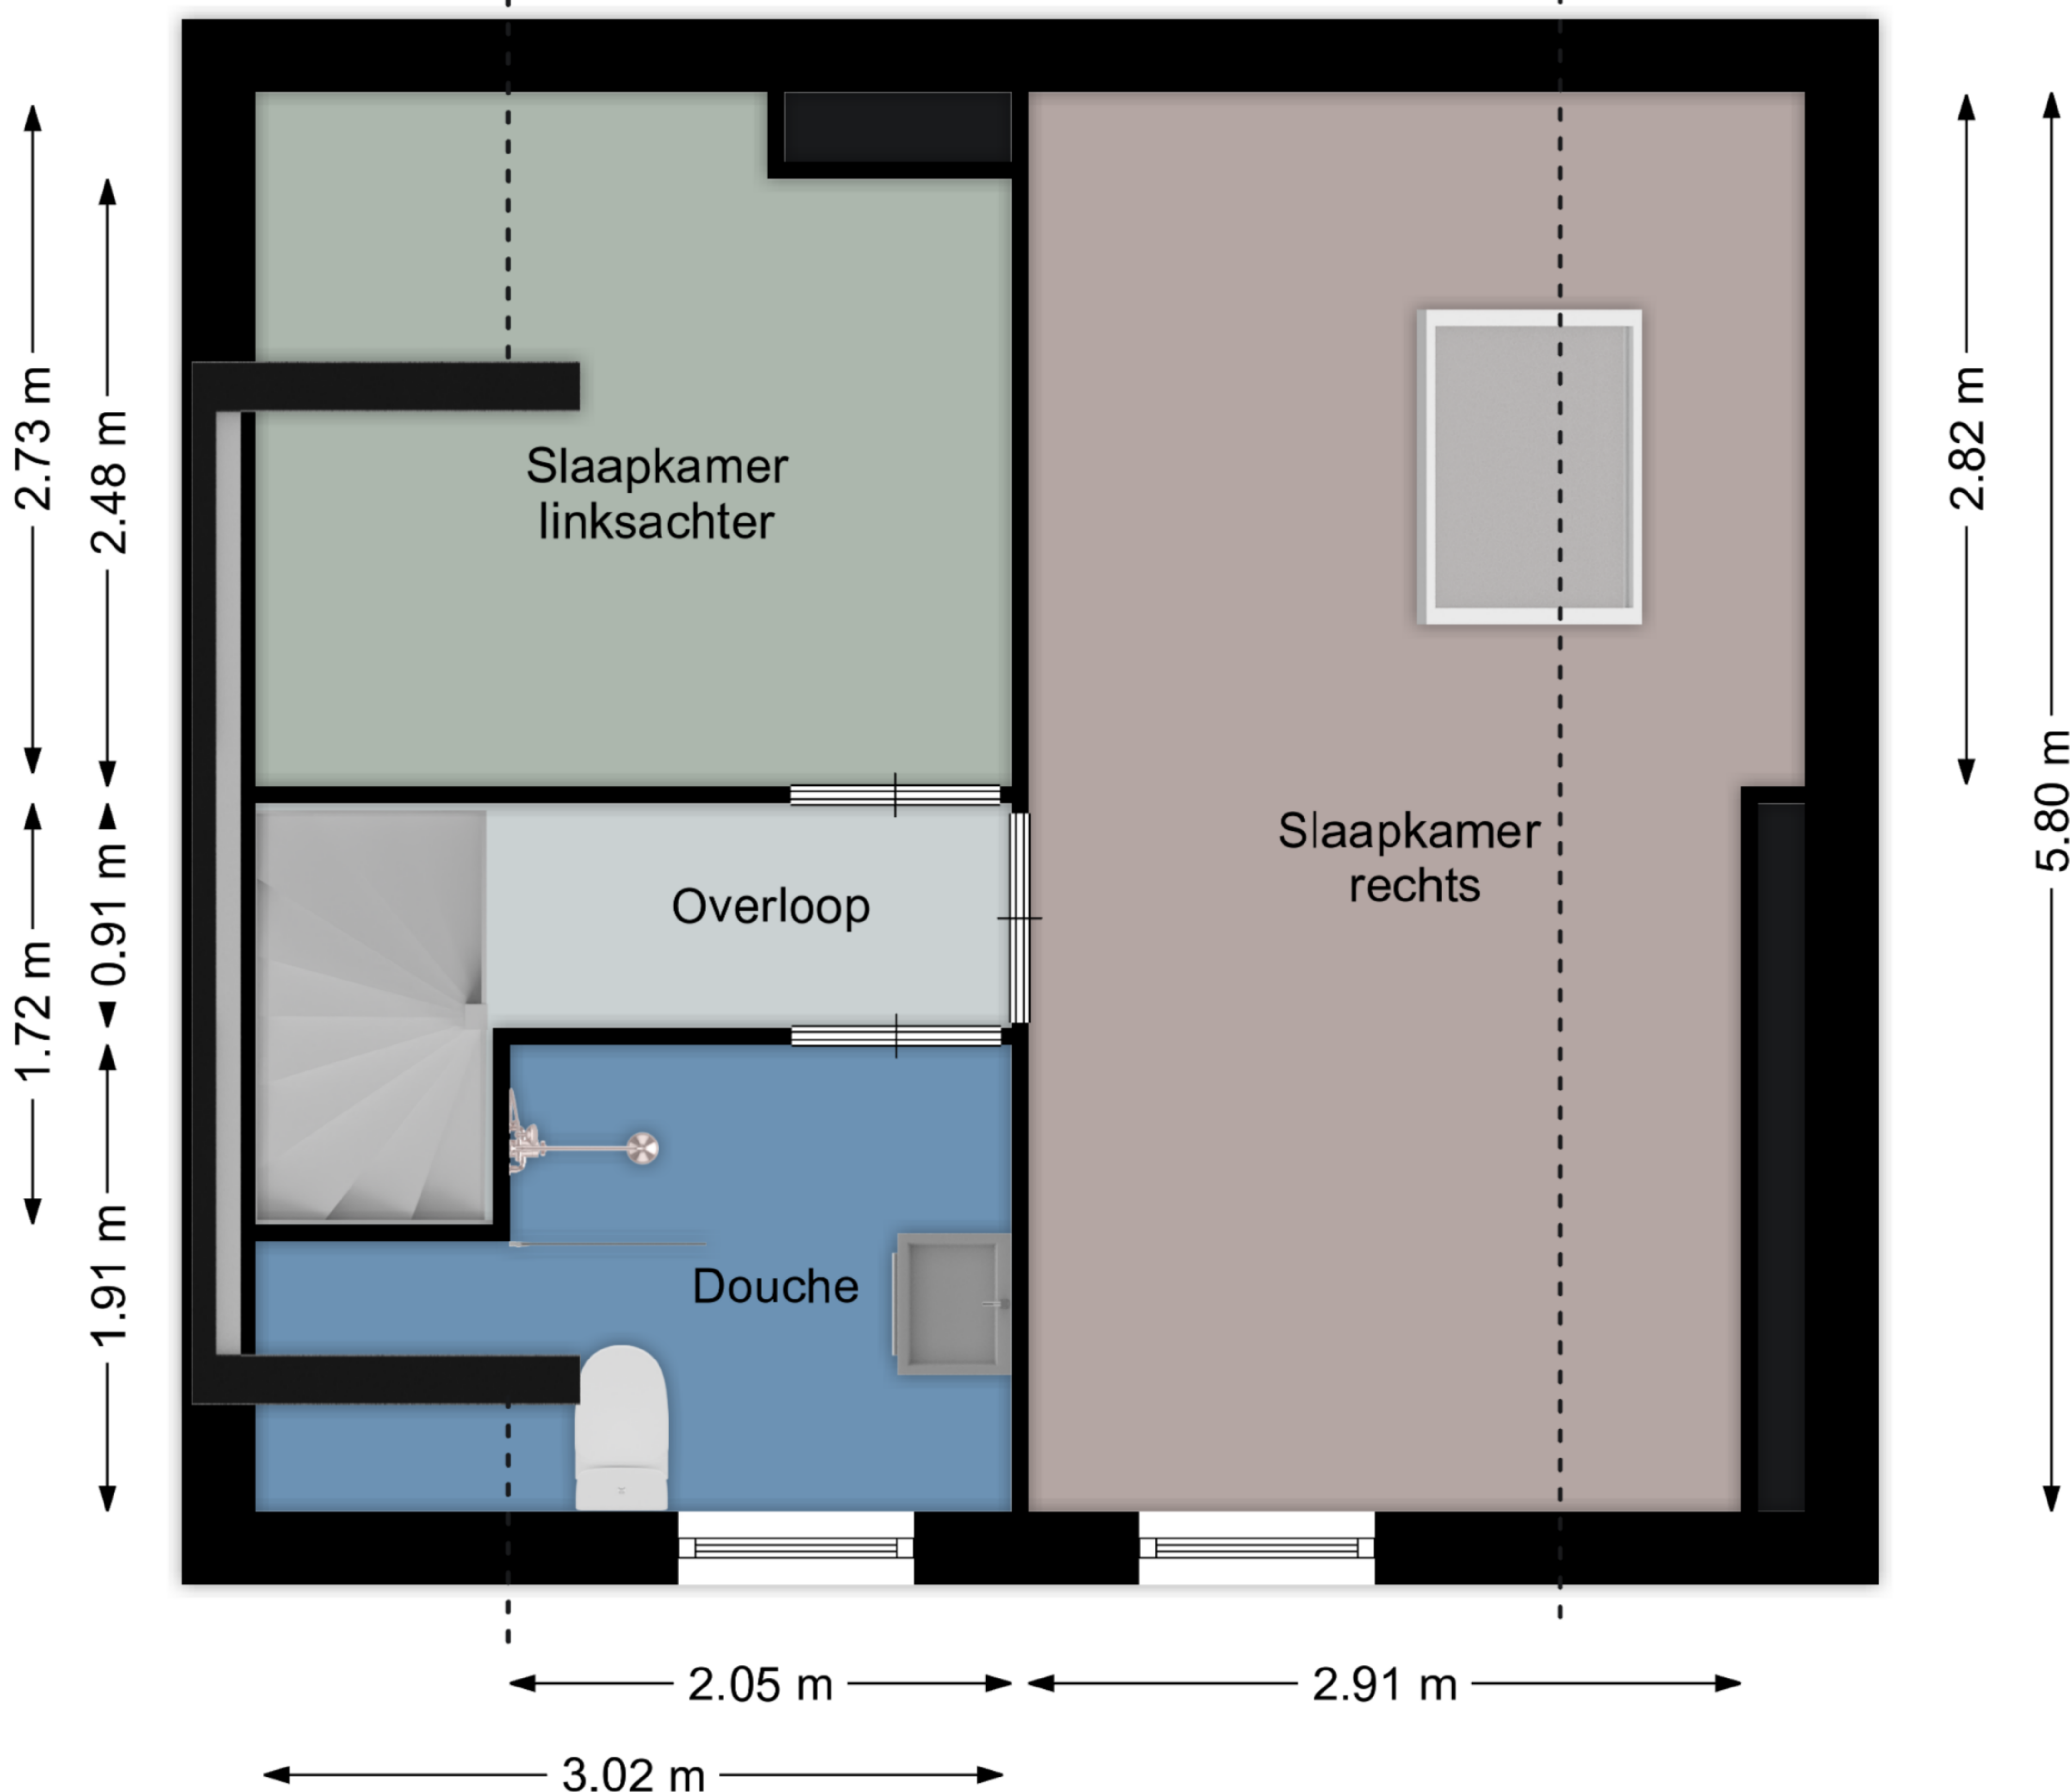 2.73 m
2.48 m
2.82 m
5.80 m
Slaapkamer
linksachter
Slaapkamer
rechts
Overloop
0.91 m
1.72 m
1.91 m
Douche
2.05 m
2.91 m
3.02 m